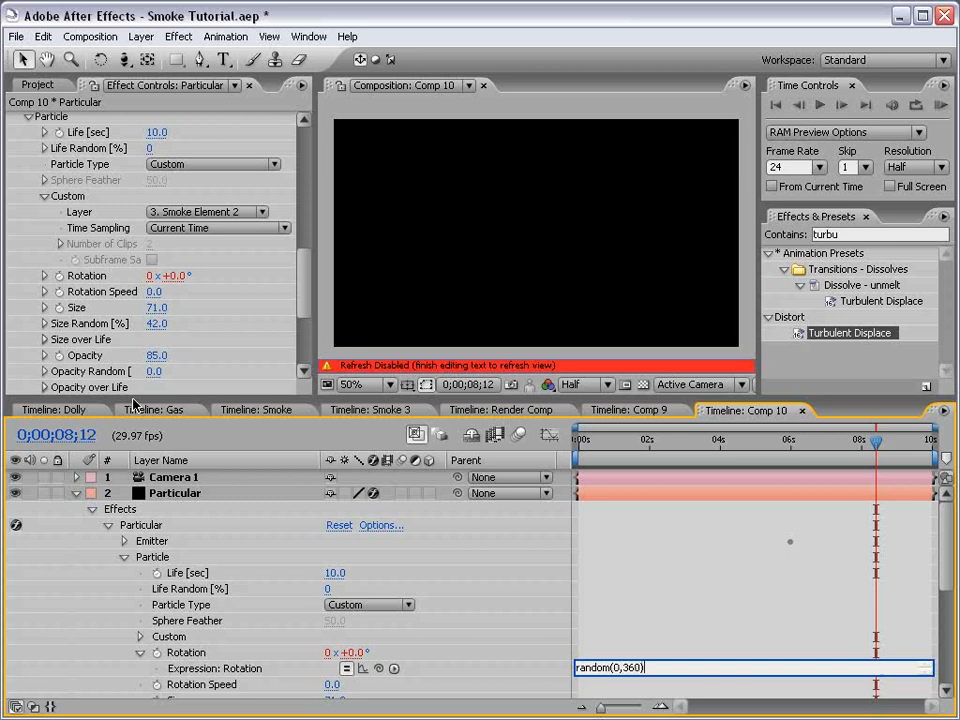 Adobe After Effects - Smoke Tutorial.aep *
File Edit Composition Layer Effect Animation View Window Help
Workspace: Standard
Project Effect Controls: Particular
Comp 10 * Particular
Particle
Life [sec] 10.0
Life Random [%] 0
Particle Type Custom
Sphere Feather 50.0
Custom
Layer 3. Smoke Element 2
Time Sampling Current Time
Number of Clips 2
Subframe Sa
Rotation 0 x +0.0 °
Rotation Speed 0.0
Size 71.0
Size Random [%] 42.0
Size over Life
Opacity 85.0
Opacity Random [ 0.0
Opacity over Life
Composition: Comp 10
Refresh Disabled (finish editing text to refresh view)
50% 0;00;08;12 Half Active Camera
Time Controls
RAM Preview Options
Frame Rate Skip Resolution
24 1 Half
From Current Time Full Screen
Effects & Presets
Contains: turbu
* Animation Presets
Transitions - Dissolves
Dissolve - unmelt
Turbulent Displace
Distort
Turbulent Displace
Timeline: Dolly Timeline: Gas Timeline: Smoke Timeline: Smoke 3 Timeline: Render Comp Timeline: Comp 9 Timeline: Comp 10
0;00;08;12 (29.97 fps)
:00s 02s 04s 06s 08s 10s
# Layer Name Parent
1 Camera 1 None
2 Particular None
Effects
Particular Reset Options...
Emitter
Particle
Life [sec] 10.0
Life Random [%] 0
Particle Type Custom
Sphere Feather 50.0
Custom
Rotation 0 x +0.0 °
Expression: Rotation random(0,360)
Rotation Speed 0.0